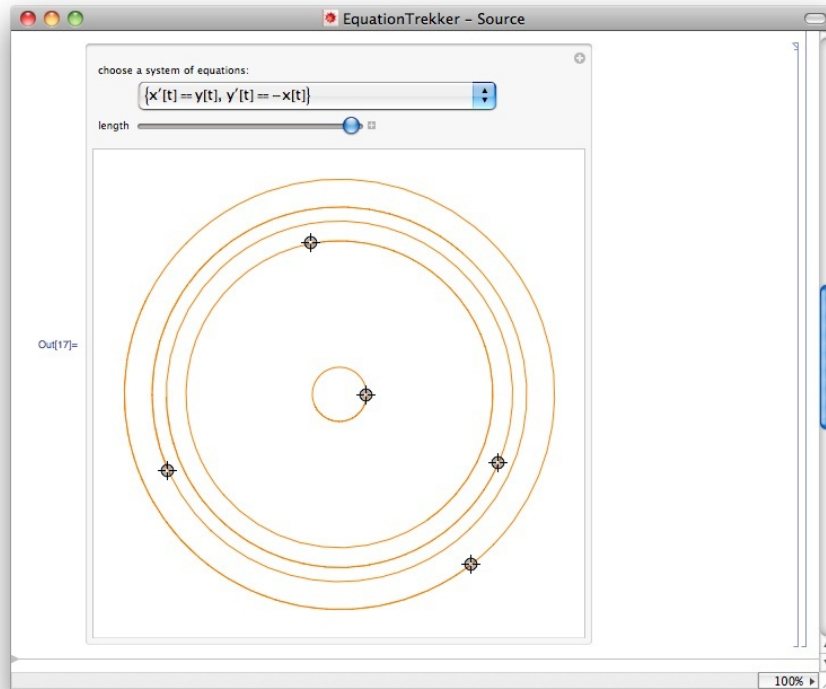 EquationTrekker - Source
choose a system of equations:
{x′[t] == y[t], y′[t] == -x[t]}
length
Out[17]=
100%